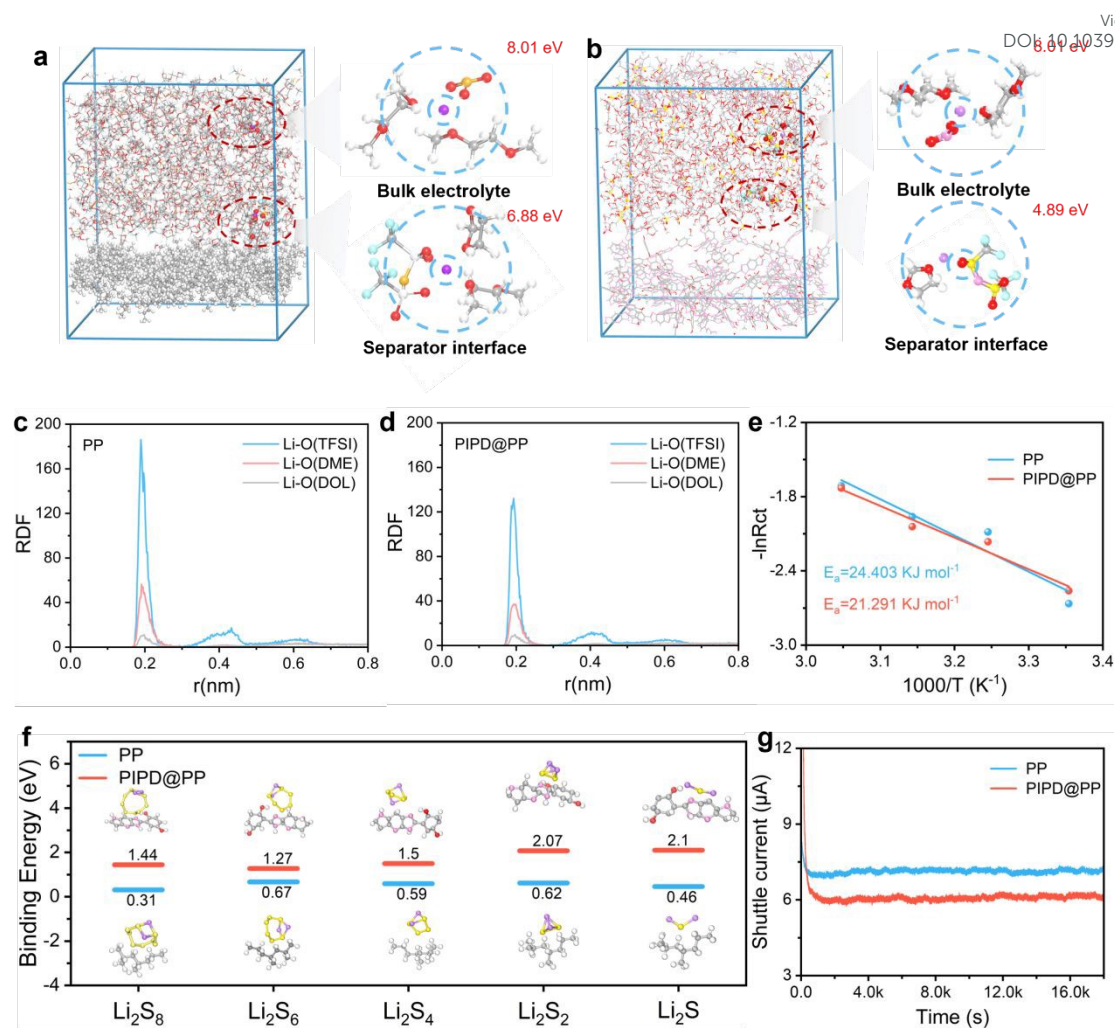 Vi
DOI: 10.1039
a
8.01 eV
Bulk electrolyte
6.88 eV
Separator interface
b
8.01 eV
Bulk electrolyte
4.89 eV
Separator interface
c
PP
Li-O(TFSI)
Li-O(DME)
Li-O(DOL)
RDF
200
160
120
80
40
0
0.0 0.2 0.4 0.6 0.8
r(nm)
d
PIPD@PP
Li-O(TFSI)
Li-O(DME)
Li-O(DOL)
RDF
200
160
120
80
40
0
0.0 0.2 0.4 0.6 0.8
r(nm)
e
PP
PIPD@PP
-lnRct
-1.2
-1.8
-2.4
-3.0
Eₐ=24.403 KJ mol⁻¹
Eₐ=21.291 KJ mol⁻¹
3.0 3.1 3.2 3.3 3.4
1000/T (K⁻¹)
f
PP
PIPD@PP
Binding Energy (eV)
6
4
2
0
-2
-4
1.44 1.27 1.5 2.07 2.1
0.31 0.67 0.59 0.62 0.46
Li₂S₈ Li₂S₆ Li₂S₄ Li₂S₂ Li₂S
g
PP
PIPD@PP
Shuttle current (μA)
12
9
6
3
0.0 4.0k 8.0k 12.0k 16.0k
Time (s)